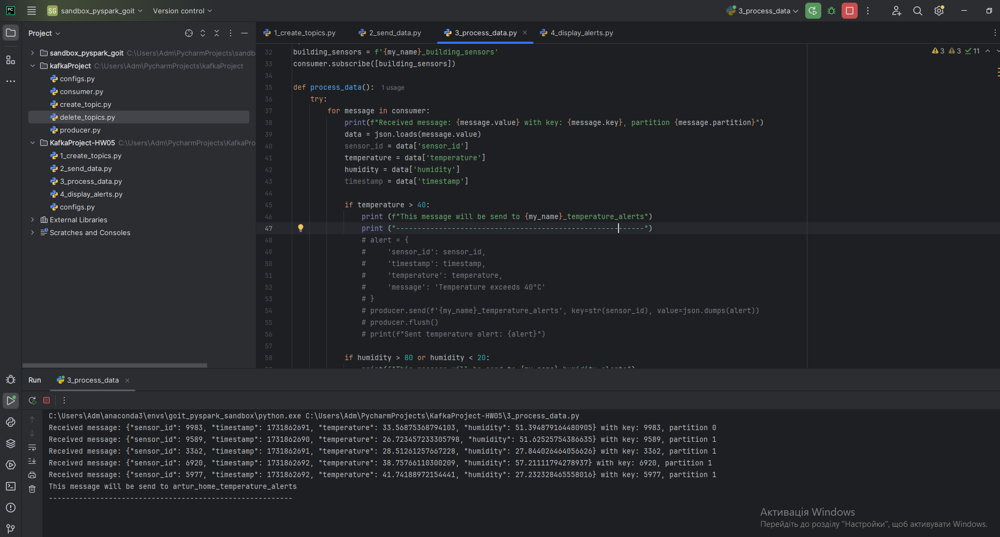 PC
SG sandbox_pyspark_goit Version control 3_process_data
Project
1_create_topics.py 2_send_data.py 3_process_data.py 4_display_alerts.py
sandbox_pyspark_goit C:\Users\Adm\PycharmProjects\sandb
kafkaProject C:\Users\Adm\PycharmProjects\kafkaProject
configs.py
consumer.py
create_topic.py
delete_topics.py
producer.py
KafkaProject-HW05 C:\Users\Adm\PycharmProjects\KafkaPro
1_create_topics.py
2_send_data.py
3_process_data.py
4_display_alerts.py
configs.py
External Libraries
Scratches and Consoles
3 3 11
32 building_sensors = f'{my_name}_building_sensors'
33 consumer.subscribe([building_sensors])
34
35 def process_data(): 1 usage
36 try:
37 for message in consumer:
38 print(f"Received message: {message.value} with key: {message.key}, partition {message.partition}")
39 data = json.loads(message.value)
40 sensor_id = data['sensor_id']
41 temperature = data['temperature']
42 humidity = data['humidity']
43 timestamp = data['timestamp']
44
45 if temperature > 40:
46 print (f"This message will be send to {my_name}_temperature_alerts")
47 print ("----------------------------------------------------------")
48 # alert = {
49 #     'sensor_id': sensor_id,
50 #     'timestamp': timestamp,
51 #     'temperature': temperature,
52 #     'message': 'Temperature exceeds 40°C'
53 # }
54 # producer.send(f'{my_name}_temperature_alerts', key=str(sensor_id), value=json.dumps(alert))
55 # producer.flush()
56 # print(f"Sent temperature alert: {alert}")
57
58 if humidity > 80 or humidity < 20:
print(f"This message will be send to {my_name}_humidity_alerts")
Run 3_process_data
C:\Users\Adm\anaconda3\envs\goit_pyspark_sandbox\python.exe C:\Users\Adm\PycharmProjects\KafkaProject-HW05\3_process_data.py
Received message: {"sensor_id": 9983, "timestamp": 1731862691, "temperature": 33.56875368794103, "humidity": 51.394879164480905} with key: 9983, partition 0
Received message: {"sensor_id": 9589, "timestamp": 1731862690, "temperature": 26.723457233305798, "humidity": 51.62525754386635} with key: 9589, partition 1
Received message: {"sensor_id": 3362, "timestamp": 1731862691, "temperature": 28.51261257667228, "humidity": 27.844026464056626} with key: 3362, partition 1
Received message: {"sensor_id": 6920, "timestamp": 1731862692, "temperature": 38.75766110300209, "humidity": 57.21111794278937} with key: 6920, partition 1
Received message: {"sensor_id": 5977, "timestamp": 1731862692, "temperature": 41.74188972154441, "humidity": 27.232328465558016} with key: 5977, partition 1
This message will be send to artur_home_temperature_alerts
---------------------------------------------------------
Активація Windows
Перейдіть до розділу "Настройки", щоб активувати Windows.